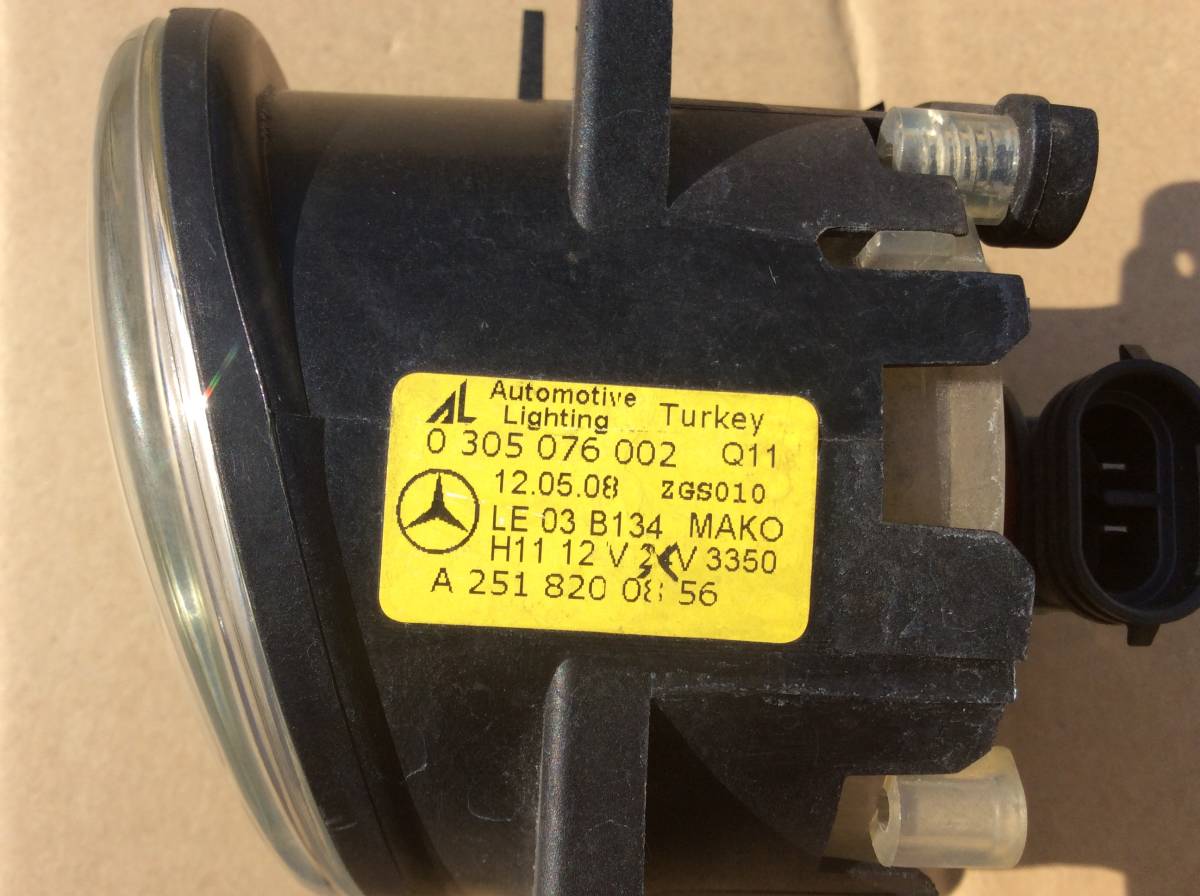 AL Automotive Lighting Turkey
0 305 076 002 Q11
12.05.08 ZGS010
LE 03 B134 MAKO
H11 12 V 3350
A 251 820 08 56